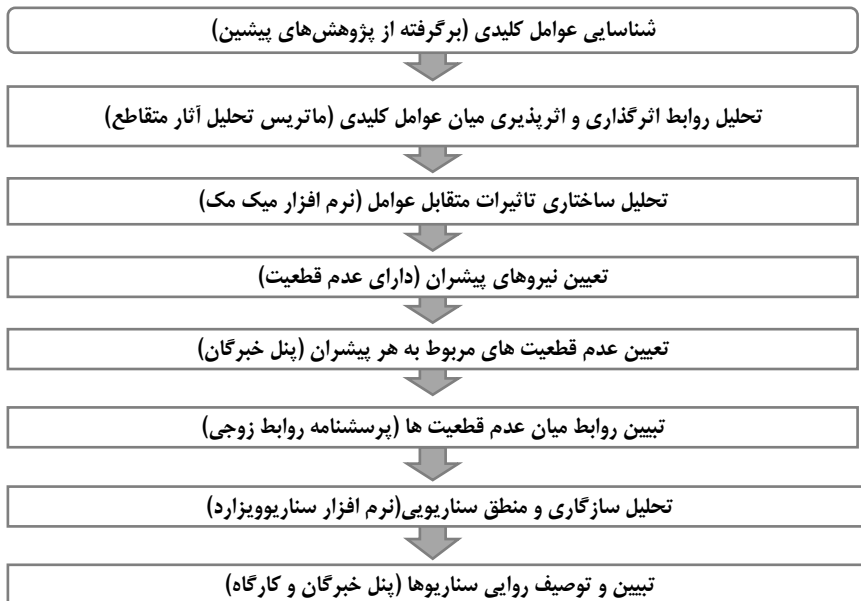 شناسایی عوامل کلیدی (برگرفته از پژوهش‌های پیشین)
تحلیل روابط اثرگذاری و اثرپذیری میان عوامل کلیدی (ماتریس تحلیل آثار متقاطع)
تحلیل ساختاری تاثیرات متقابل عوامل (نرم افزار میک مک)
تعیین نیروهای پیشران (دارای عدم قطعیت)
تعیین عدم قطعیت های مربوط به هر پیشران (پنل خبرگان)
تبیین روابط میان عدم قطعیت ها (پرسشنامه روابط زوجی)
تحلیل سازگاری و منطق سناریویی(نرم افزار سناریوویزارد)
تبیین و توصیف روایی سناریوها (پنل خبرگان و کارگاه)